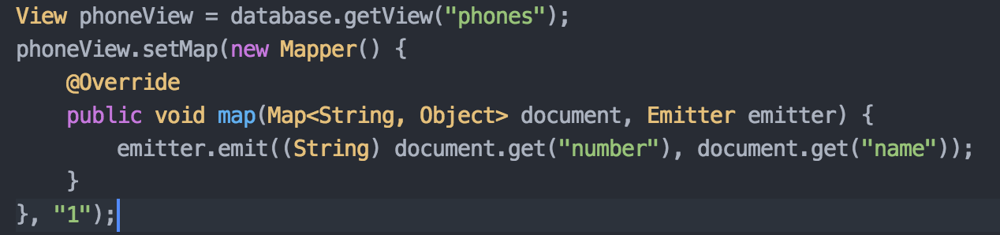 View phoneView = database.getView("phones");
phoneView.setMap(new Mapper() {
    @Override
    public void map(Map<String, Object> document, Emitter emitter) {
        emitter.emit((String) document.get("number"), document.get("name"));
    }
}, "1");